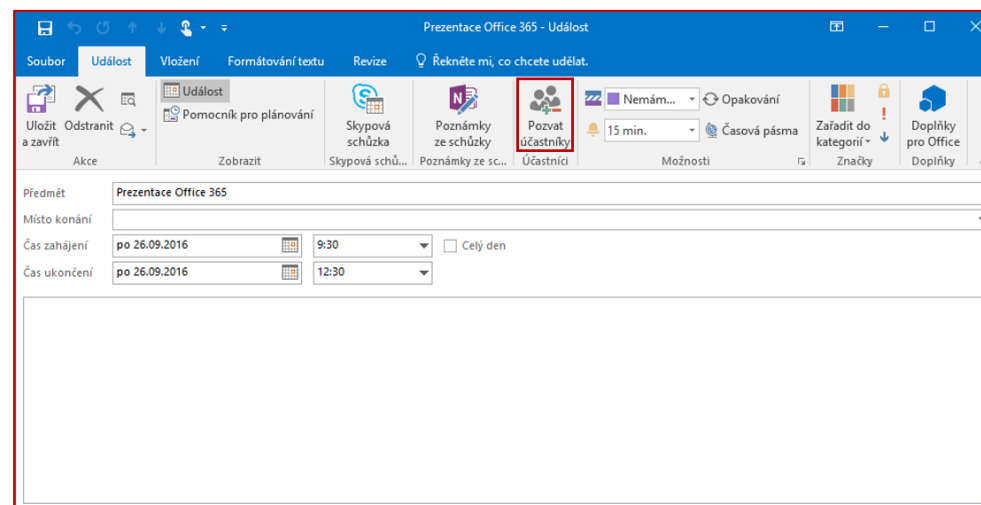 Prezentace Office 365 - Událost
Soubor Událost Vložení Formátování textu Revize Řekněte mi, co chcete udělat.
Uložit a zavřít
Odstranit
Akce
Událost
Pomocník pro plánování
Zobrazit
Skypová schůzka
Skypová schů...
Poznámky ze schůzky
Poznámky ze sc...
Pozvat účastníky
Účastníci
Nemám...
Opakování
15 min.
Časová pásma
Možnosti
Zařadit do kategorií
Značky
Doplňky pro Office
Doplňky
Předmět Prezentace Office 365
Místo konání
Čas zahájení po 26.09.2016 9:30 Celý den
Čas ukončení po 26.09.2016 12:30